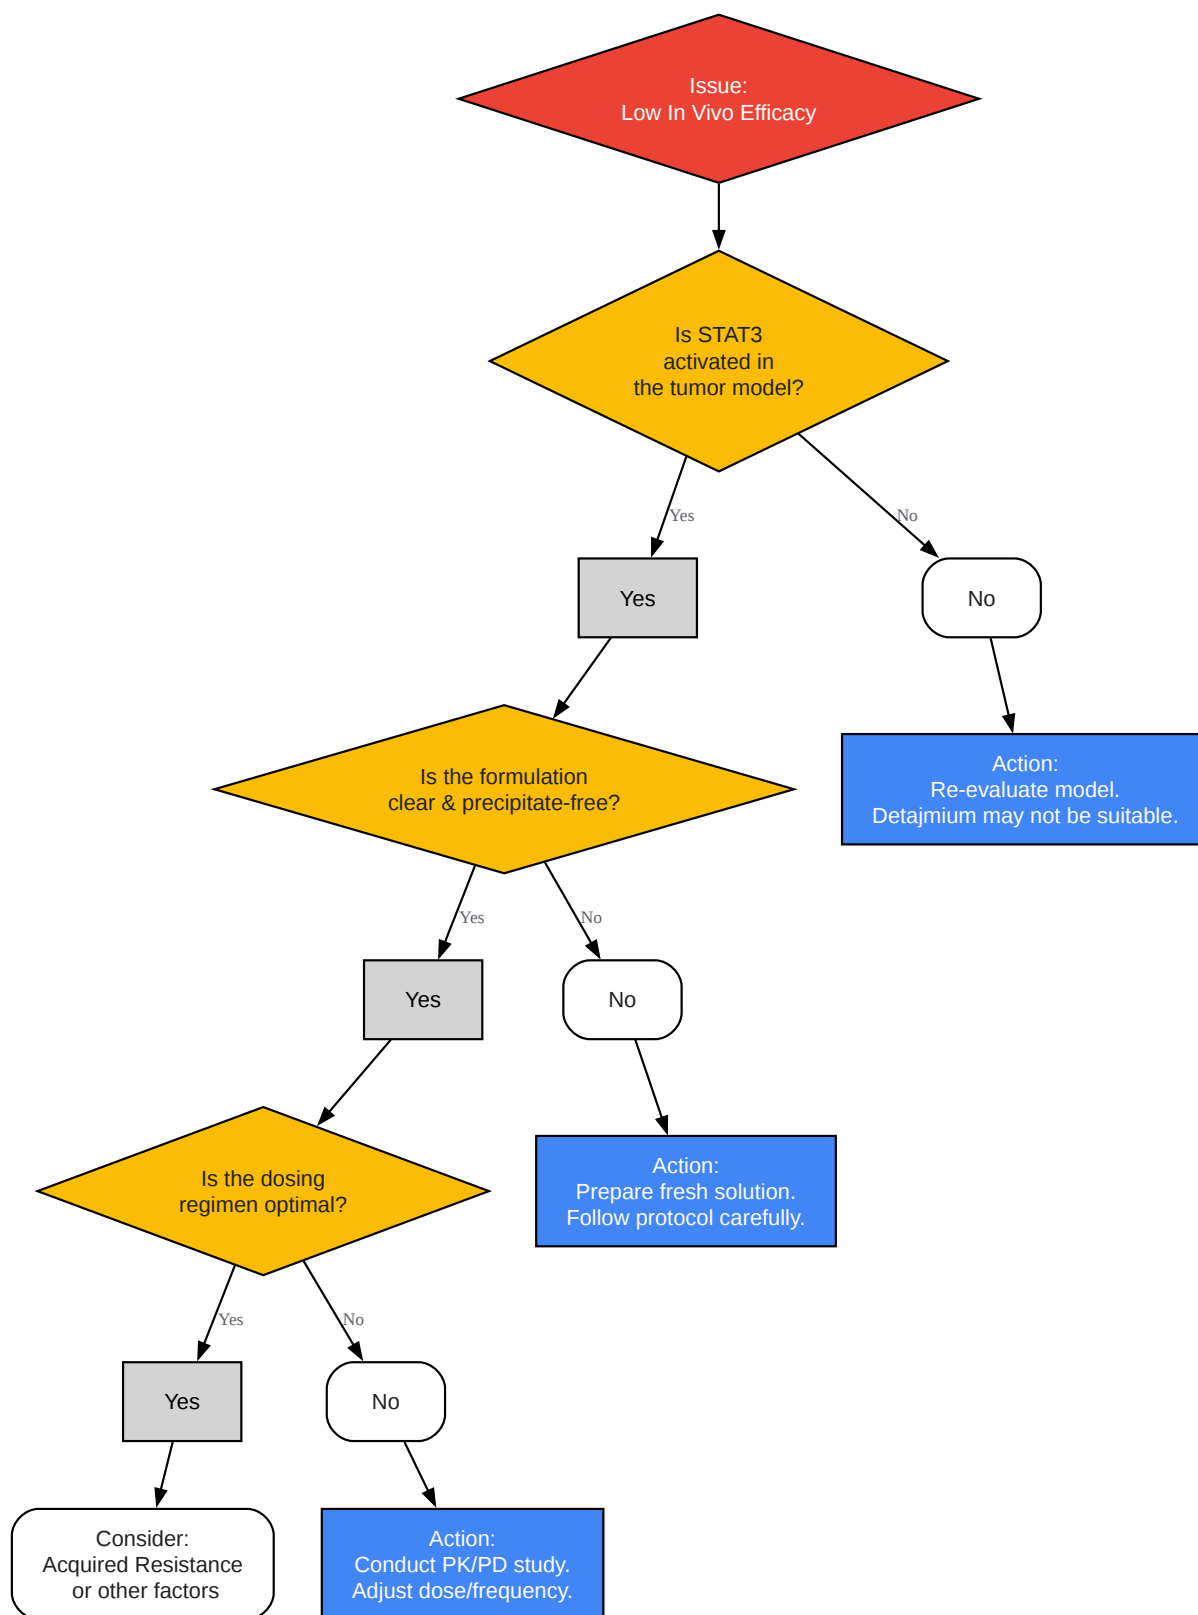 Issue:
Low In Vivo Efficacy
Is STAT3
activated in
the tumor model?
Yes
No
Yes
No
Is the formulation
clear & precipitate-free?
Action:
Re-evaluate model.
Detajmium may not be suitable.
Yes
No
Yes
No
Is the dosing
regimen optimal?
Action:
Prepare fresh solution.
Follow protocol carefully.
Yes
No
Yes
No
Consider:
Acquired Resistance
or other factors
Action:
Conduct PK/PD study.
Adjust dose/frequency.